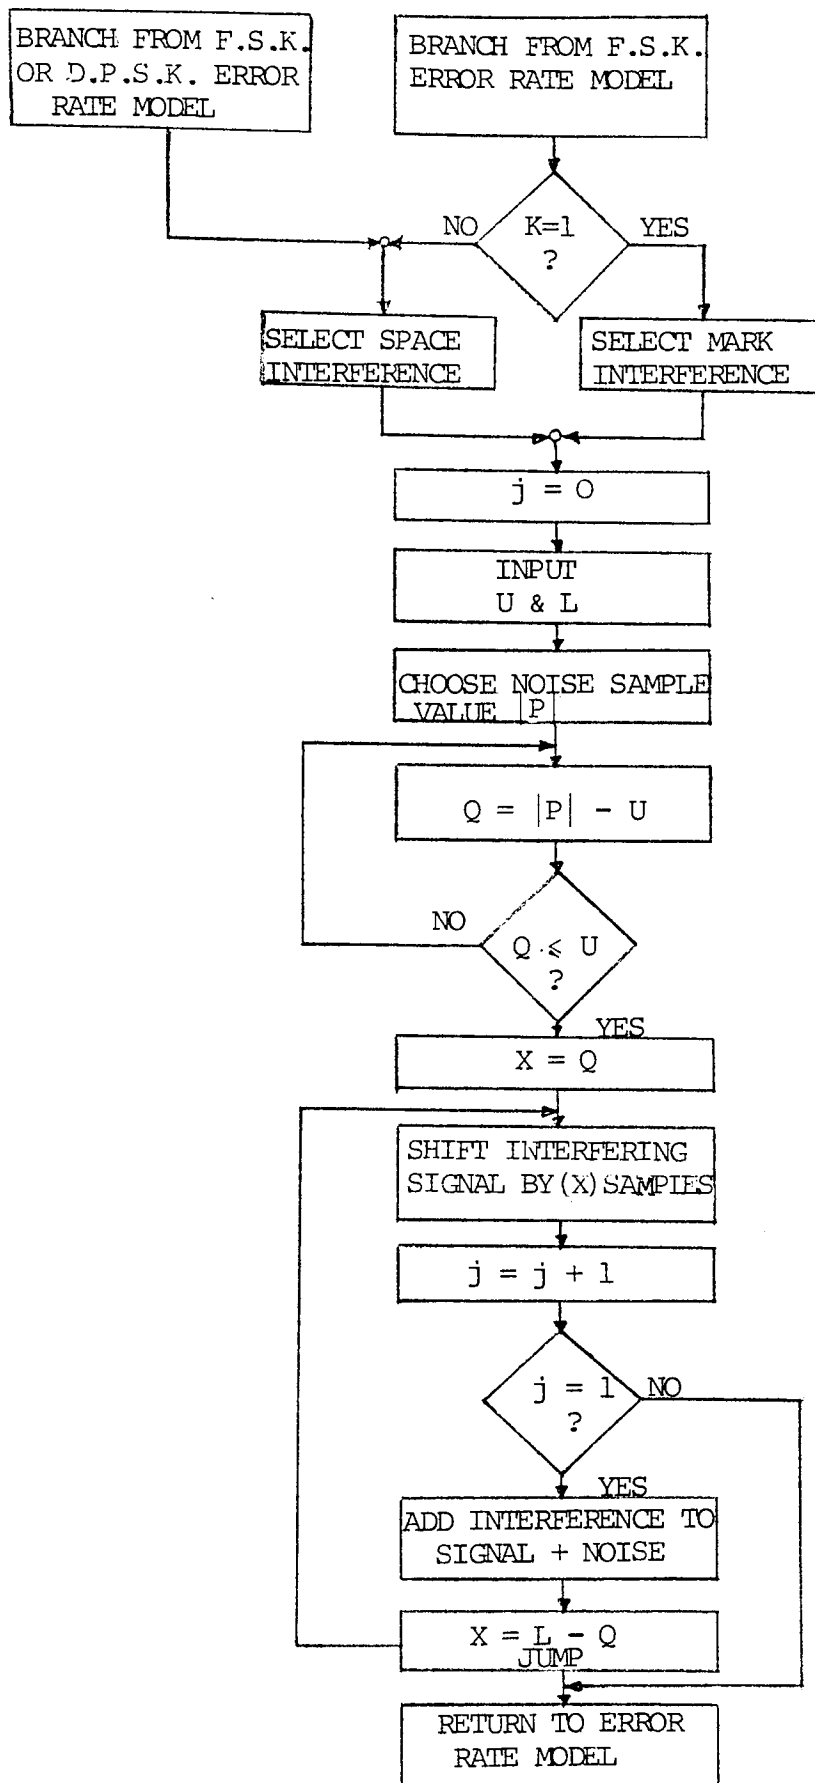 BRANCH FROM F.S.K.
OR D.P.S.K. ERROR
RATE MODEL
BRANCH FROM F.S.K.
ERROR RATE MODEL
NO
K=1
?
YES
SELECT SPACE
INTERFERENCE
SELECT MARK
INTERFERENCE
j = 0
INPUT
U & L
CHOOSE NOISE SAMPLE
VALUE |P|
Q = |P| - U
NO
Q ⩽ U
?
YES
X = Q
SHIFT INTERFERING
SIGNAL BY(X)SAMPIES
j = j + 1
j = 1
?
NO
YES
ADD INTERFERENCE TO
SIGNAL + NOISE
X = L - Q
JUMP
RETURN TO ERROR
RATE MODEL